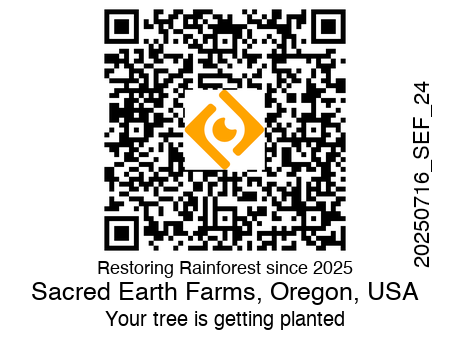 Restoring Rainforest since 2025
Sacred Earth Farms, Oregon, USA
Your tree is getting planted
20250716_SEF_24